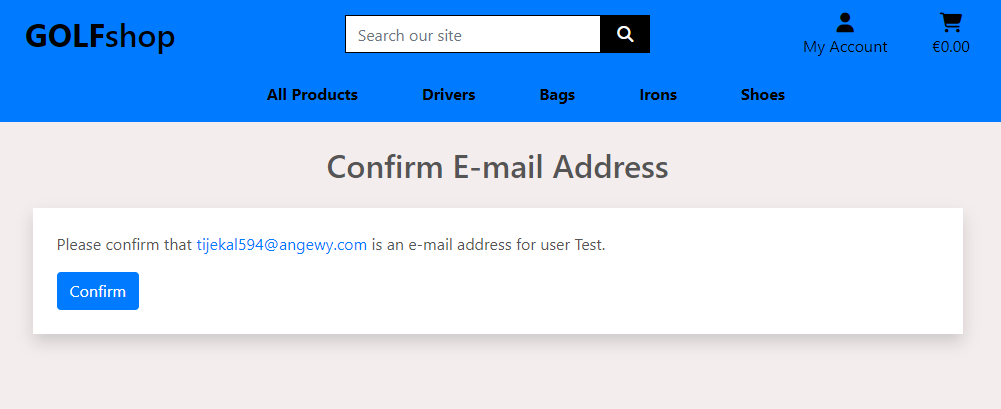 GOLFshop
Search our site
My Account
€0.00
All Products Drivers Bags Irons Shoes
Confirm E-mail Address
Please confirm that tijekal594@angewy.com is an e-mail address for user Test.
Confirm